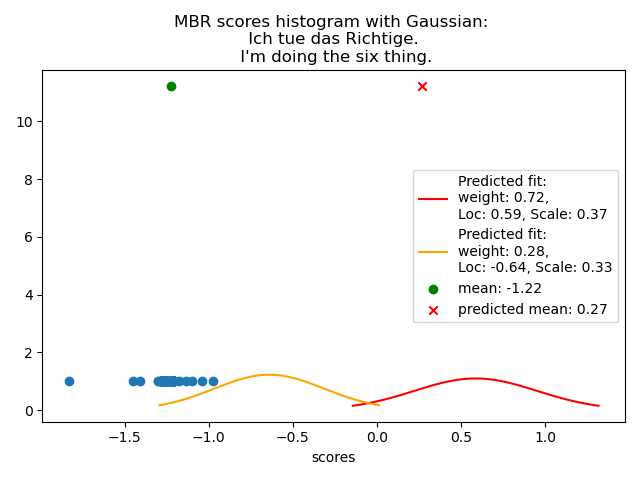 MBR scores histogram with Gaussian:
Ich tue das Richtige.
I'm doing the six thing.
10
8
6
4
2
0
Predicted fit:
weight: 0.72,
Loc: 0.59, Scale: 0.37
Predicted fit:
weight: 0.28,
Loc: -0.64, Scale: 0.33
mean: -1.22
predicted mean: 0.27
−1.5 −1.0 −0.5 0.0 0.5 1.0
scores